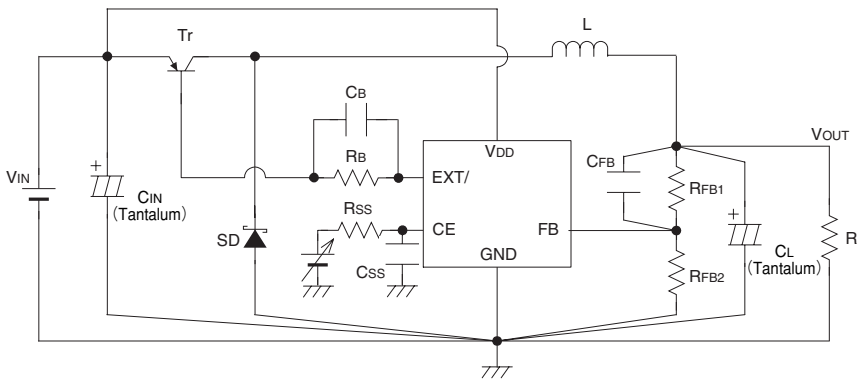 Tr
L
CB
RB
VIN
+
CIN
(Tantalum)
VDD
EXT/
CE
FB
GND
RSS
CSS
SD
CFB
RFB1
RFB2
VOUT
+
CL
(Tantalum)
R